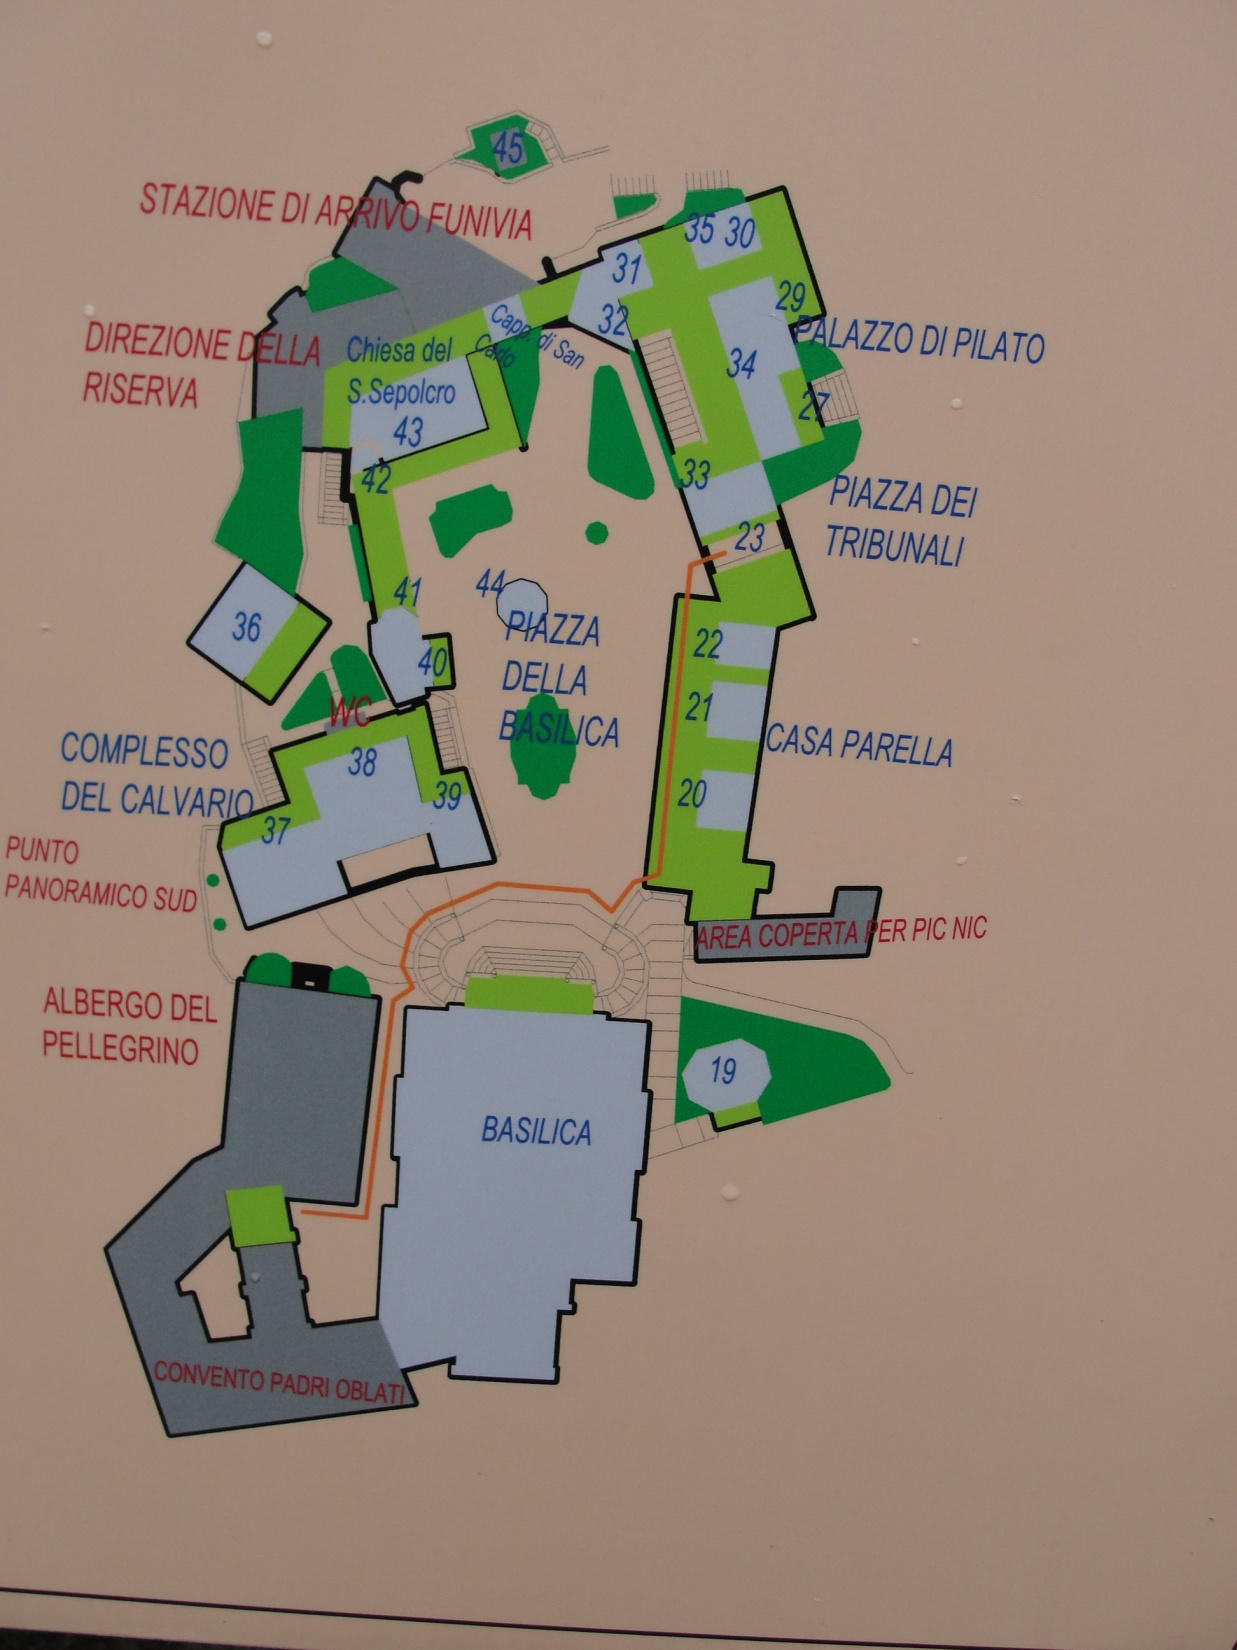 45
STAZIONE DI ARRIVO FUNIVIA
35 30
31
29
32
DIREZIONE DELLA
RISERVA
Chiesa del
S.Sepolcro
43
Capp. di San
Carlo
PALAZZO DI PILATO
34
27
42
33
PIAZZA DEI
TRIBUNALI
23
41
44
36
PIAZZA
DELLA
BASILICA
22
40
21
WC
COMPLESSO
DEL CALVARIO
38
CASA PARELLA
39
20
37
PUNTO
PANORAMICO SUD
AREA COPERTA PER PIC NIC
ALBERGO DEL
PELLEGRINO
19
BASILICA
CONVENTO PADRI OBLATI